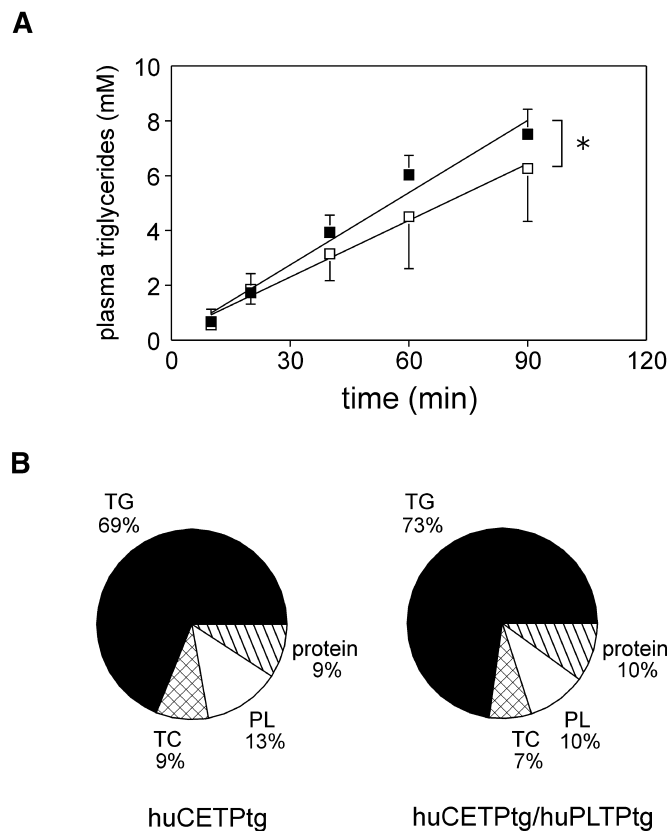 A
plasma triglycerides (mM)
10
8
6
4
2
0
*
0 30 60 90 120
time (min)
B
TG
69%
protein
9%
PL
13%
TC
9%
huCETPtg
TG
73%
protein
10%
PL
10%
TC
7%
huCETPtg/huPLTPtg